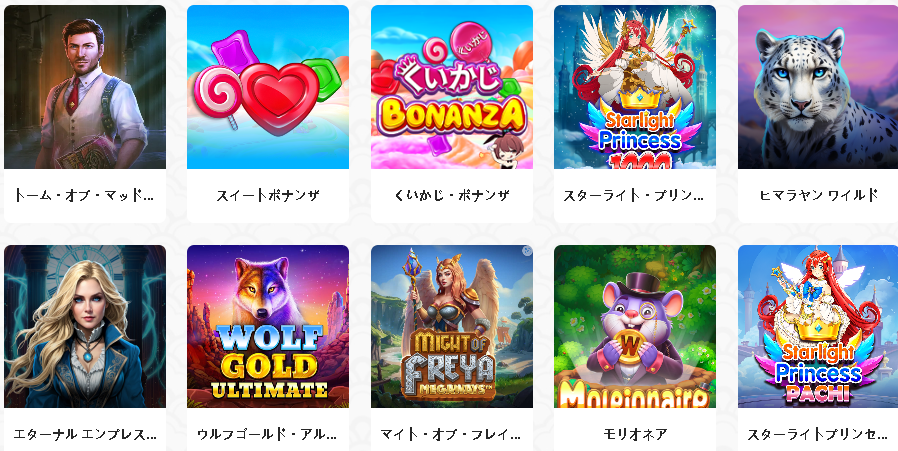 くいかじ
くいかじ
BONANZA
Starlight
Princess
1000
トーム・オブ・マッド...
スイートボナンザ
くいかじ・ボナンザ
スターライト・プリン...
ヒマラヤン ワイルド
WOLF
GOLD
ULTIMATE
MIGHT OF
FREYA
MEGAWAYS™
W
Moleionaire
Starlight
Princess
PACHI
エターナル エンプレス...
ウルフゴールド・アル...
マイト・オブ・フレイ...
モリオネア
スターライトプリンセ...